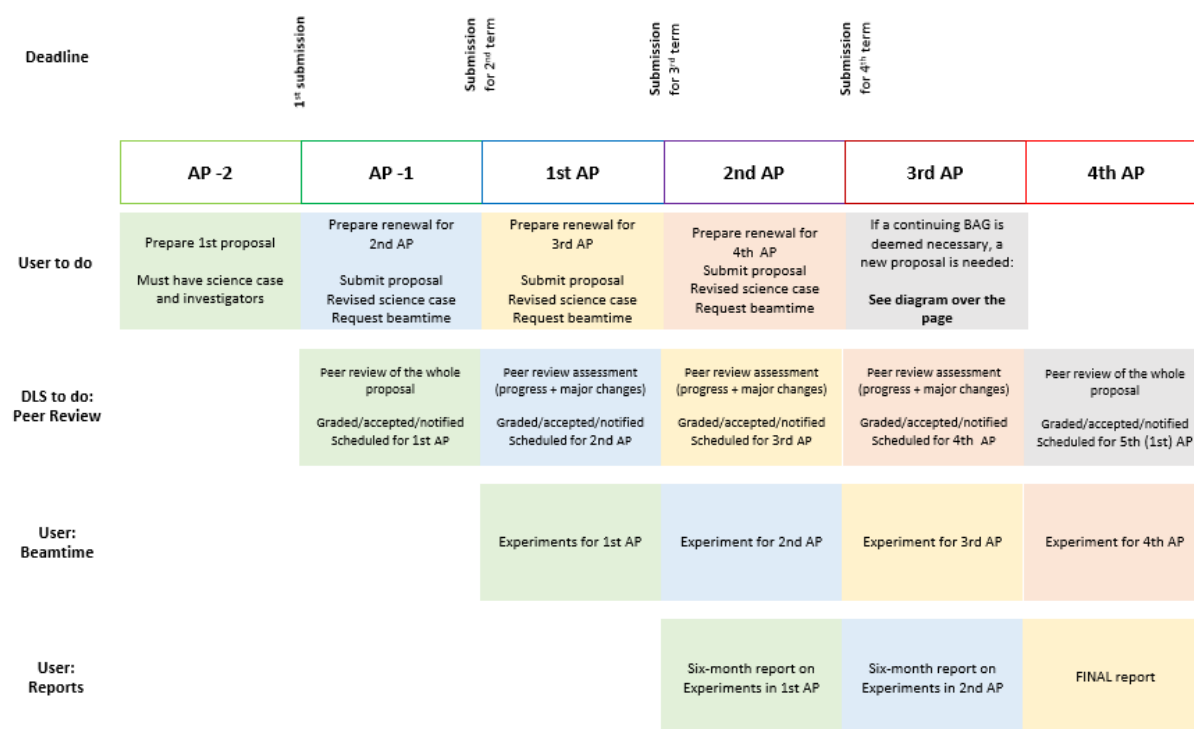 Deadline
1st submission
Submission
for 2nd term
Submission
for 3rd term
Submission
for 4th term
AP -2
AP -1
1st AP
2nd AP
3rd AP
4th AP
User to do
Prepare 1st proposal
Must have science case
and investigators
Prepare renewal for
2nd AP
Submit proposal
Revised science case
Request beamtime
Prepare renewal for
3rd AP
Submit proposal
Revised science case
Request beamtime
Prepare renewal for
4th AP
Submit proposal
Revised science case
Request beamtime
If a continuing BAG is
deemed necessary, a
new proposal is needed:
See diagram over the
page
DLS to do:
Peer Review
Peer review of the whole
proposal
Graded/accepted/notified
Scheduled for 1st AP
Peer review assessment
(progress + major changes)
Graded/accepted/notified
Scheduled for 2nd AP
Peer review assessment
(progress + major changes)
Graded/accepted/notified
Scheduled for 3rd AP
Peer review assessment
(progress + major changes)
Graded/accepted/notified
Scheduled for 4th AP
Peer review of the whole
proposal
Graded/accepted/notified
Scheduled for 5th (1st) AP
User:
Beamtime
Experiments for 1st AP
Experiment for 2nd AP
Experiment for 3rd AP
Experiment for 4th AP
User:
Reports
Six-month report on
Experiments in 1st AP
Six-month report on
Experiments in 2nd AP
FINAL report